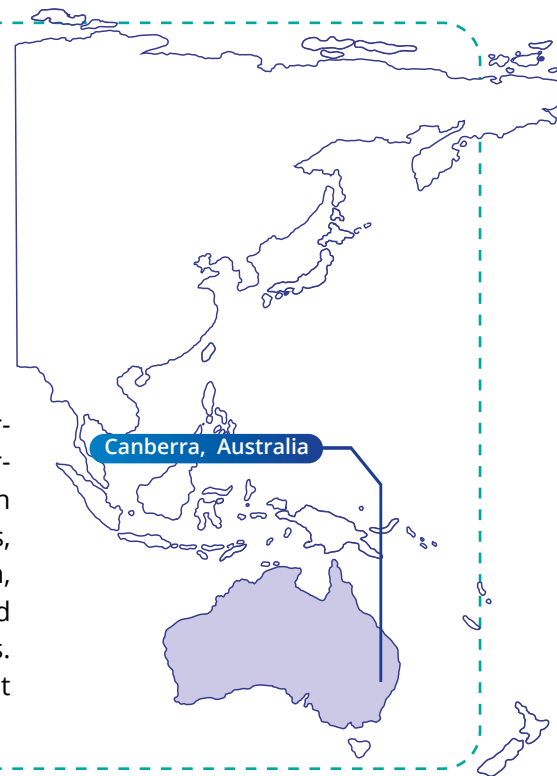 r-
Canberra, Australia
r-
n
s,
n,
d
s.
t